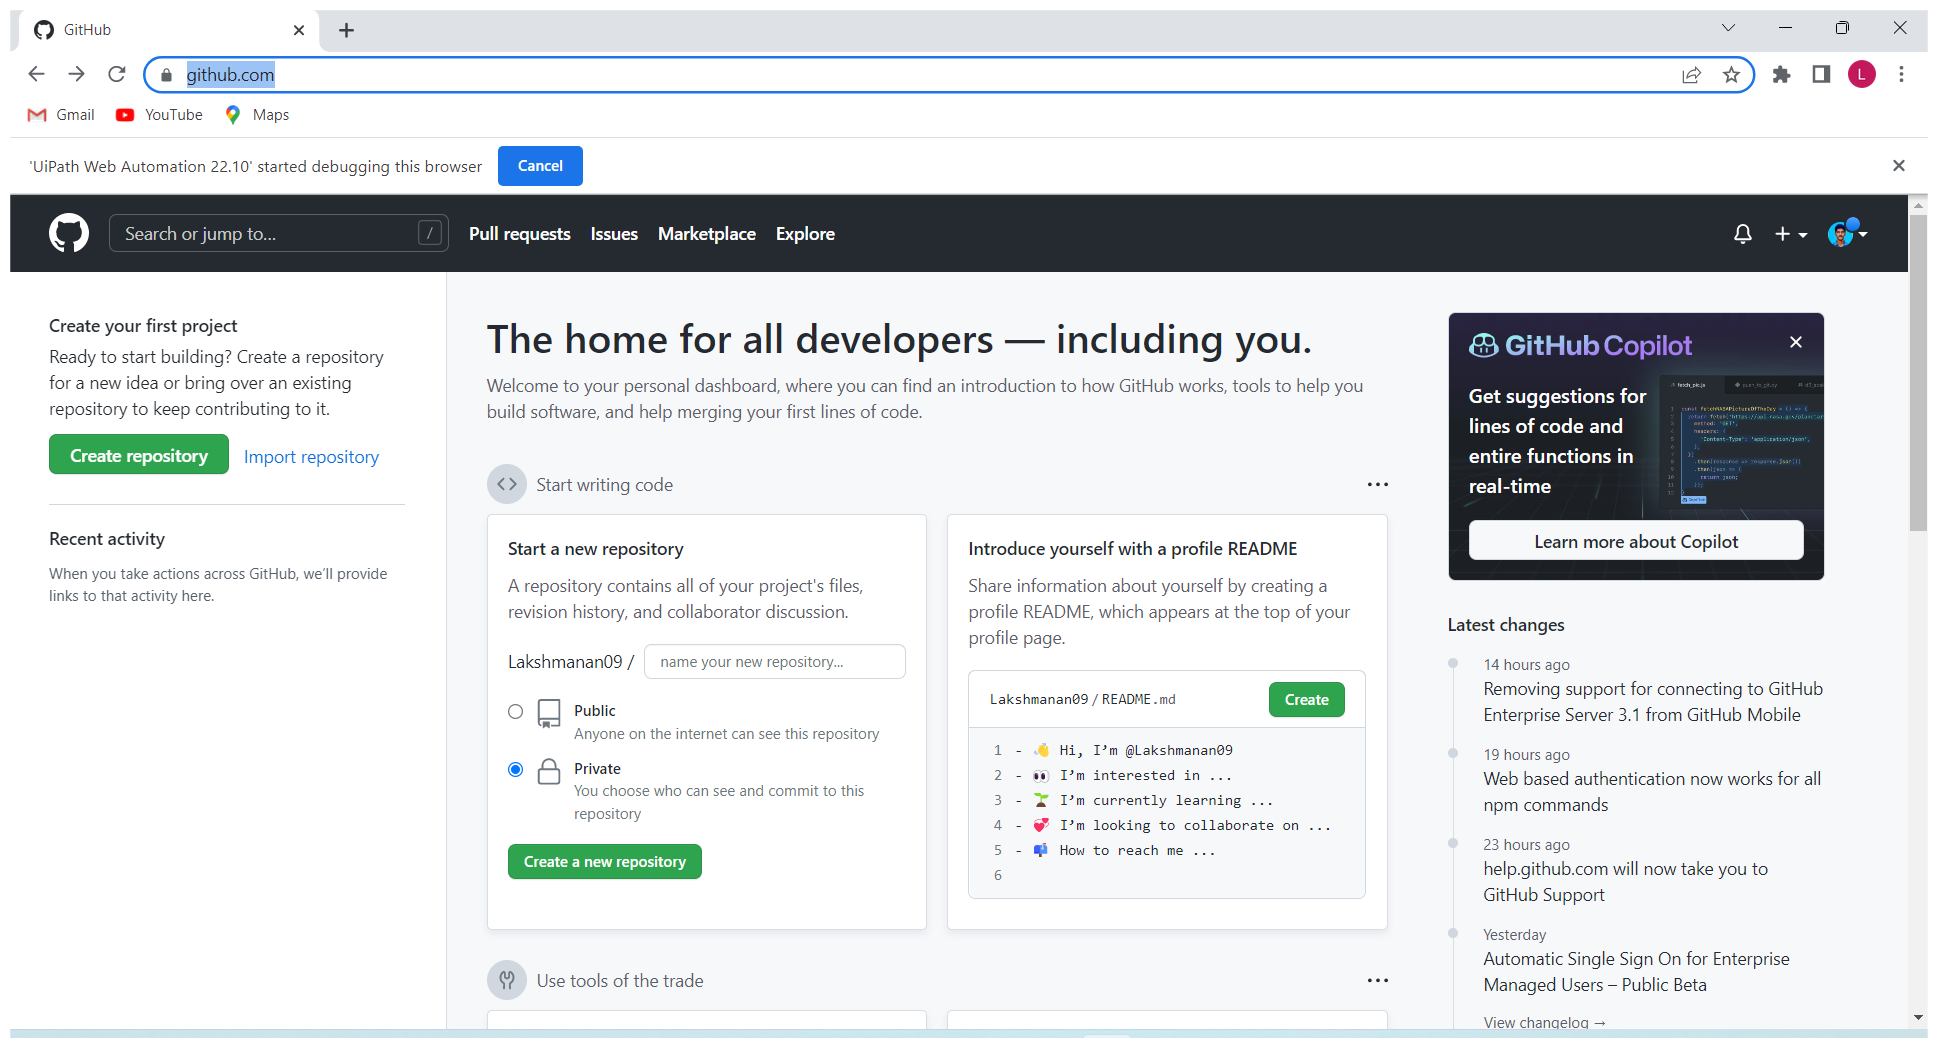 GitHub
github.com
L
Gmail
YouTube
Maps
'UiPath Web Automation 22.10' started debugging this browser
Cancel
Search or jump to...
/
Pull requests
Issues
Marketplace
Explore
Create your first project
Ready to start building? Create a repository
for a new idea or bring over an existing
repository to keep contributing to it.
Create repository
Import repository
Recent activity
When you take actions across GitHub, we’ll provide
links to that activity here.
The home for all developers — including you.
Welcome to your personal dashboard, where you can find an introduction to how GitHub works, tools to help you
build software, and help merging your first lines of code.
Start writing code
Start a new repository
A repository contains all of your project's files,
revision history, and collaborator discussion.
Lakshmanan09 /
name your new repository...
Public
Anyone on the internet can see this repository
Private
You choose who can see and commit to this
repository
Create a new repository
Introduce yourself with a profile README
Share information about yourself by creating a
profile README, which appears at the top of your
profile page.
Lakshmanan09 / README.md
Create
1 - 👋 Hi, I’m @Lakshmanan09
2 - 👀 I’m interested in ...
3 - 🌱 I’m currently learning ...
4 - 💞️ I’m looking to collaborate on ...
5 - 📫 How to reach me ...
6
Use tools of the trade
GitHub Copilot
Get suggestions for
lines of code and
entire functions in
real-time
fetch_pic.js
const fetchNASAPictureOfTheDay = () => {
method: 'GET',
headers: {
'Content-Type': 'application/json',
return json;
Learn more about Copilot
Latest changes
14 hours ago
Removing support for connecting to GitHub
Enterprise Server 3.1 from GitHub Mobile
19 hours ago
Web based authentication now works for all
npm commands
23 hours ago
help.github.com will now take you to
GitHub Support
Yesterday
Automatic Single Sign On for Enterprise
Managed Users – Public Beta
View changelog →